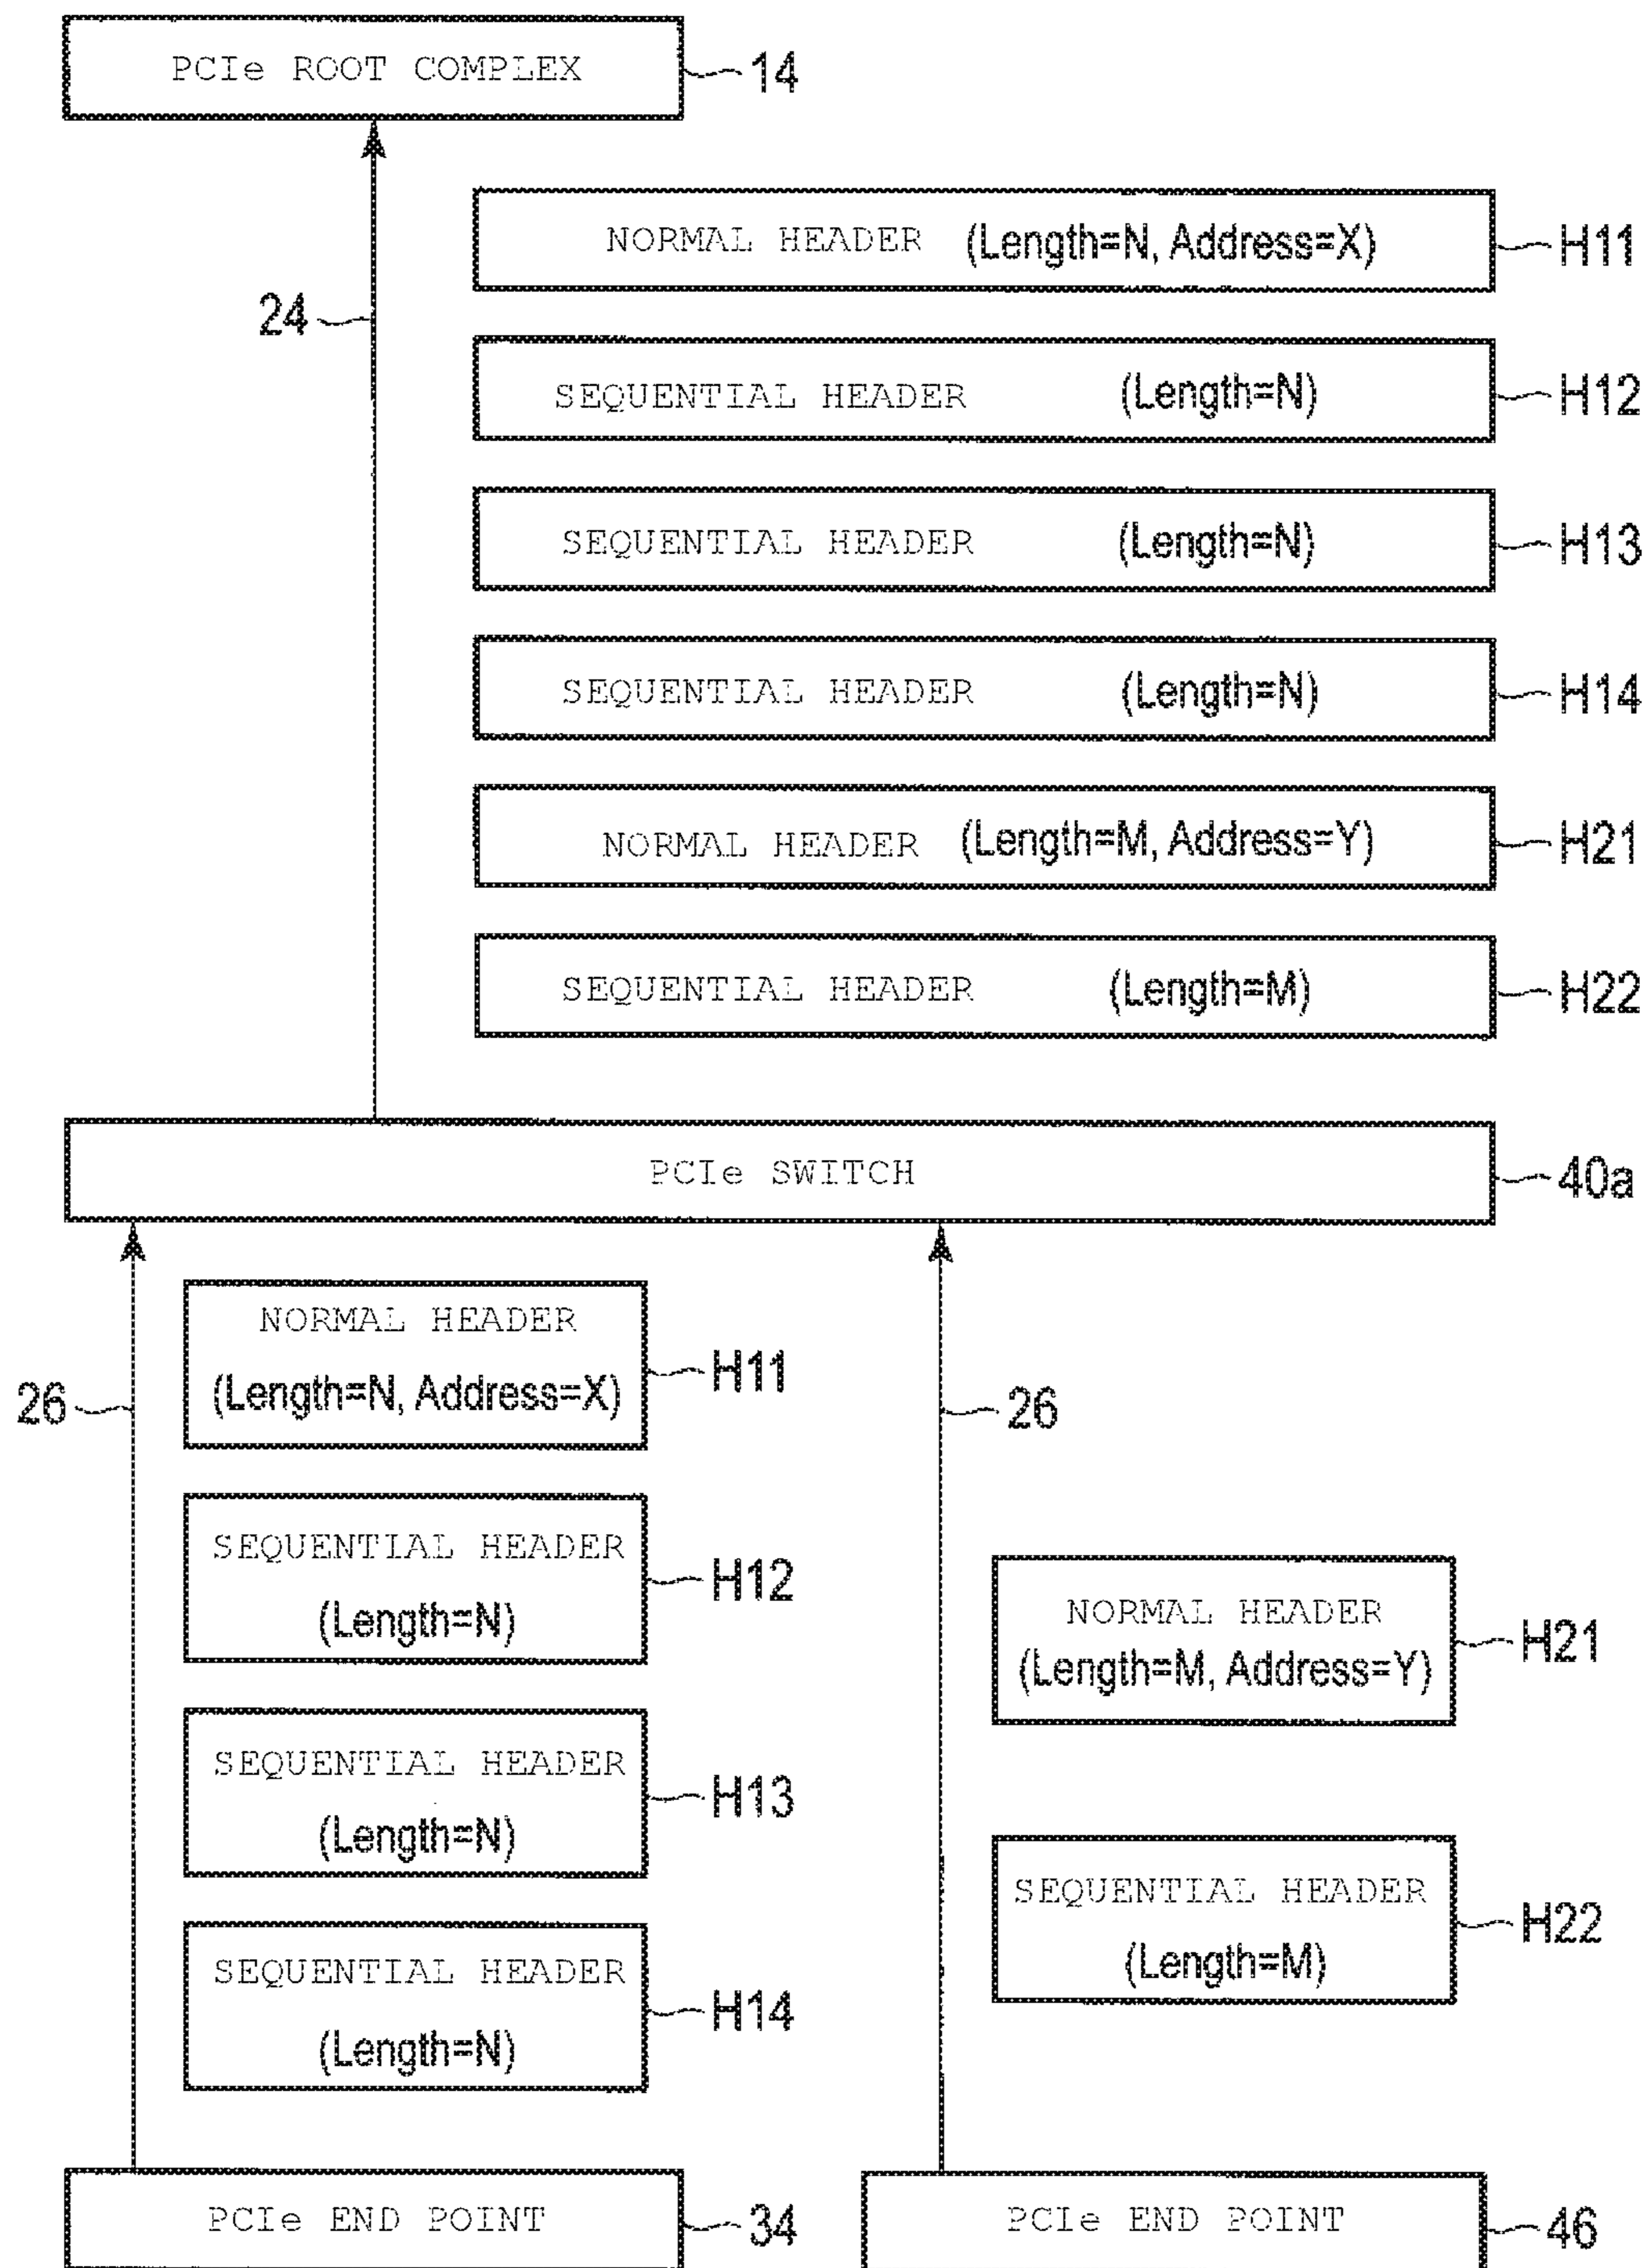 PCIe ROOT COMPLEX
14
24
NORMAL HEADER (Length=N, Address=X)
H11
SEQUENTIAL HEADER (Length=N)
H12
SEQUENTIAL HEADER (Length=N)
H13
SEQUENTIAL HEADER (Length=N)
H14
NORMAL HEADER (Length=M, Address=Y)
H21
SEQUENTIAL HEADER (Length=M)
H22
PCIe SWITCH
40a
26
NORMAL HEADER
(Length=N, Address=X)
H11
SEQUENTIAL HEADER
(Length=N)
H12
SEQUENTIAL HEADER
(Length=N)
H13
SEQUENTIAL HEADER
(Length=N)
H14
26
NORMAL HEADER
(Length=M, Address=Y)
H21
SEQUENTIAL HEADER
(Length=M)
H22
PCIe END POINT
34
PCIe END POINT
46